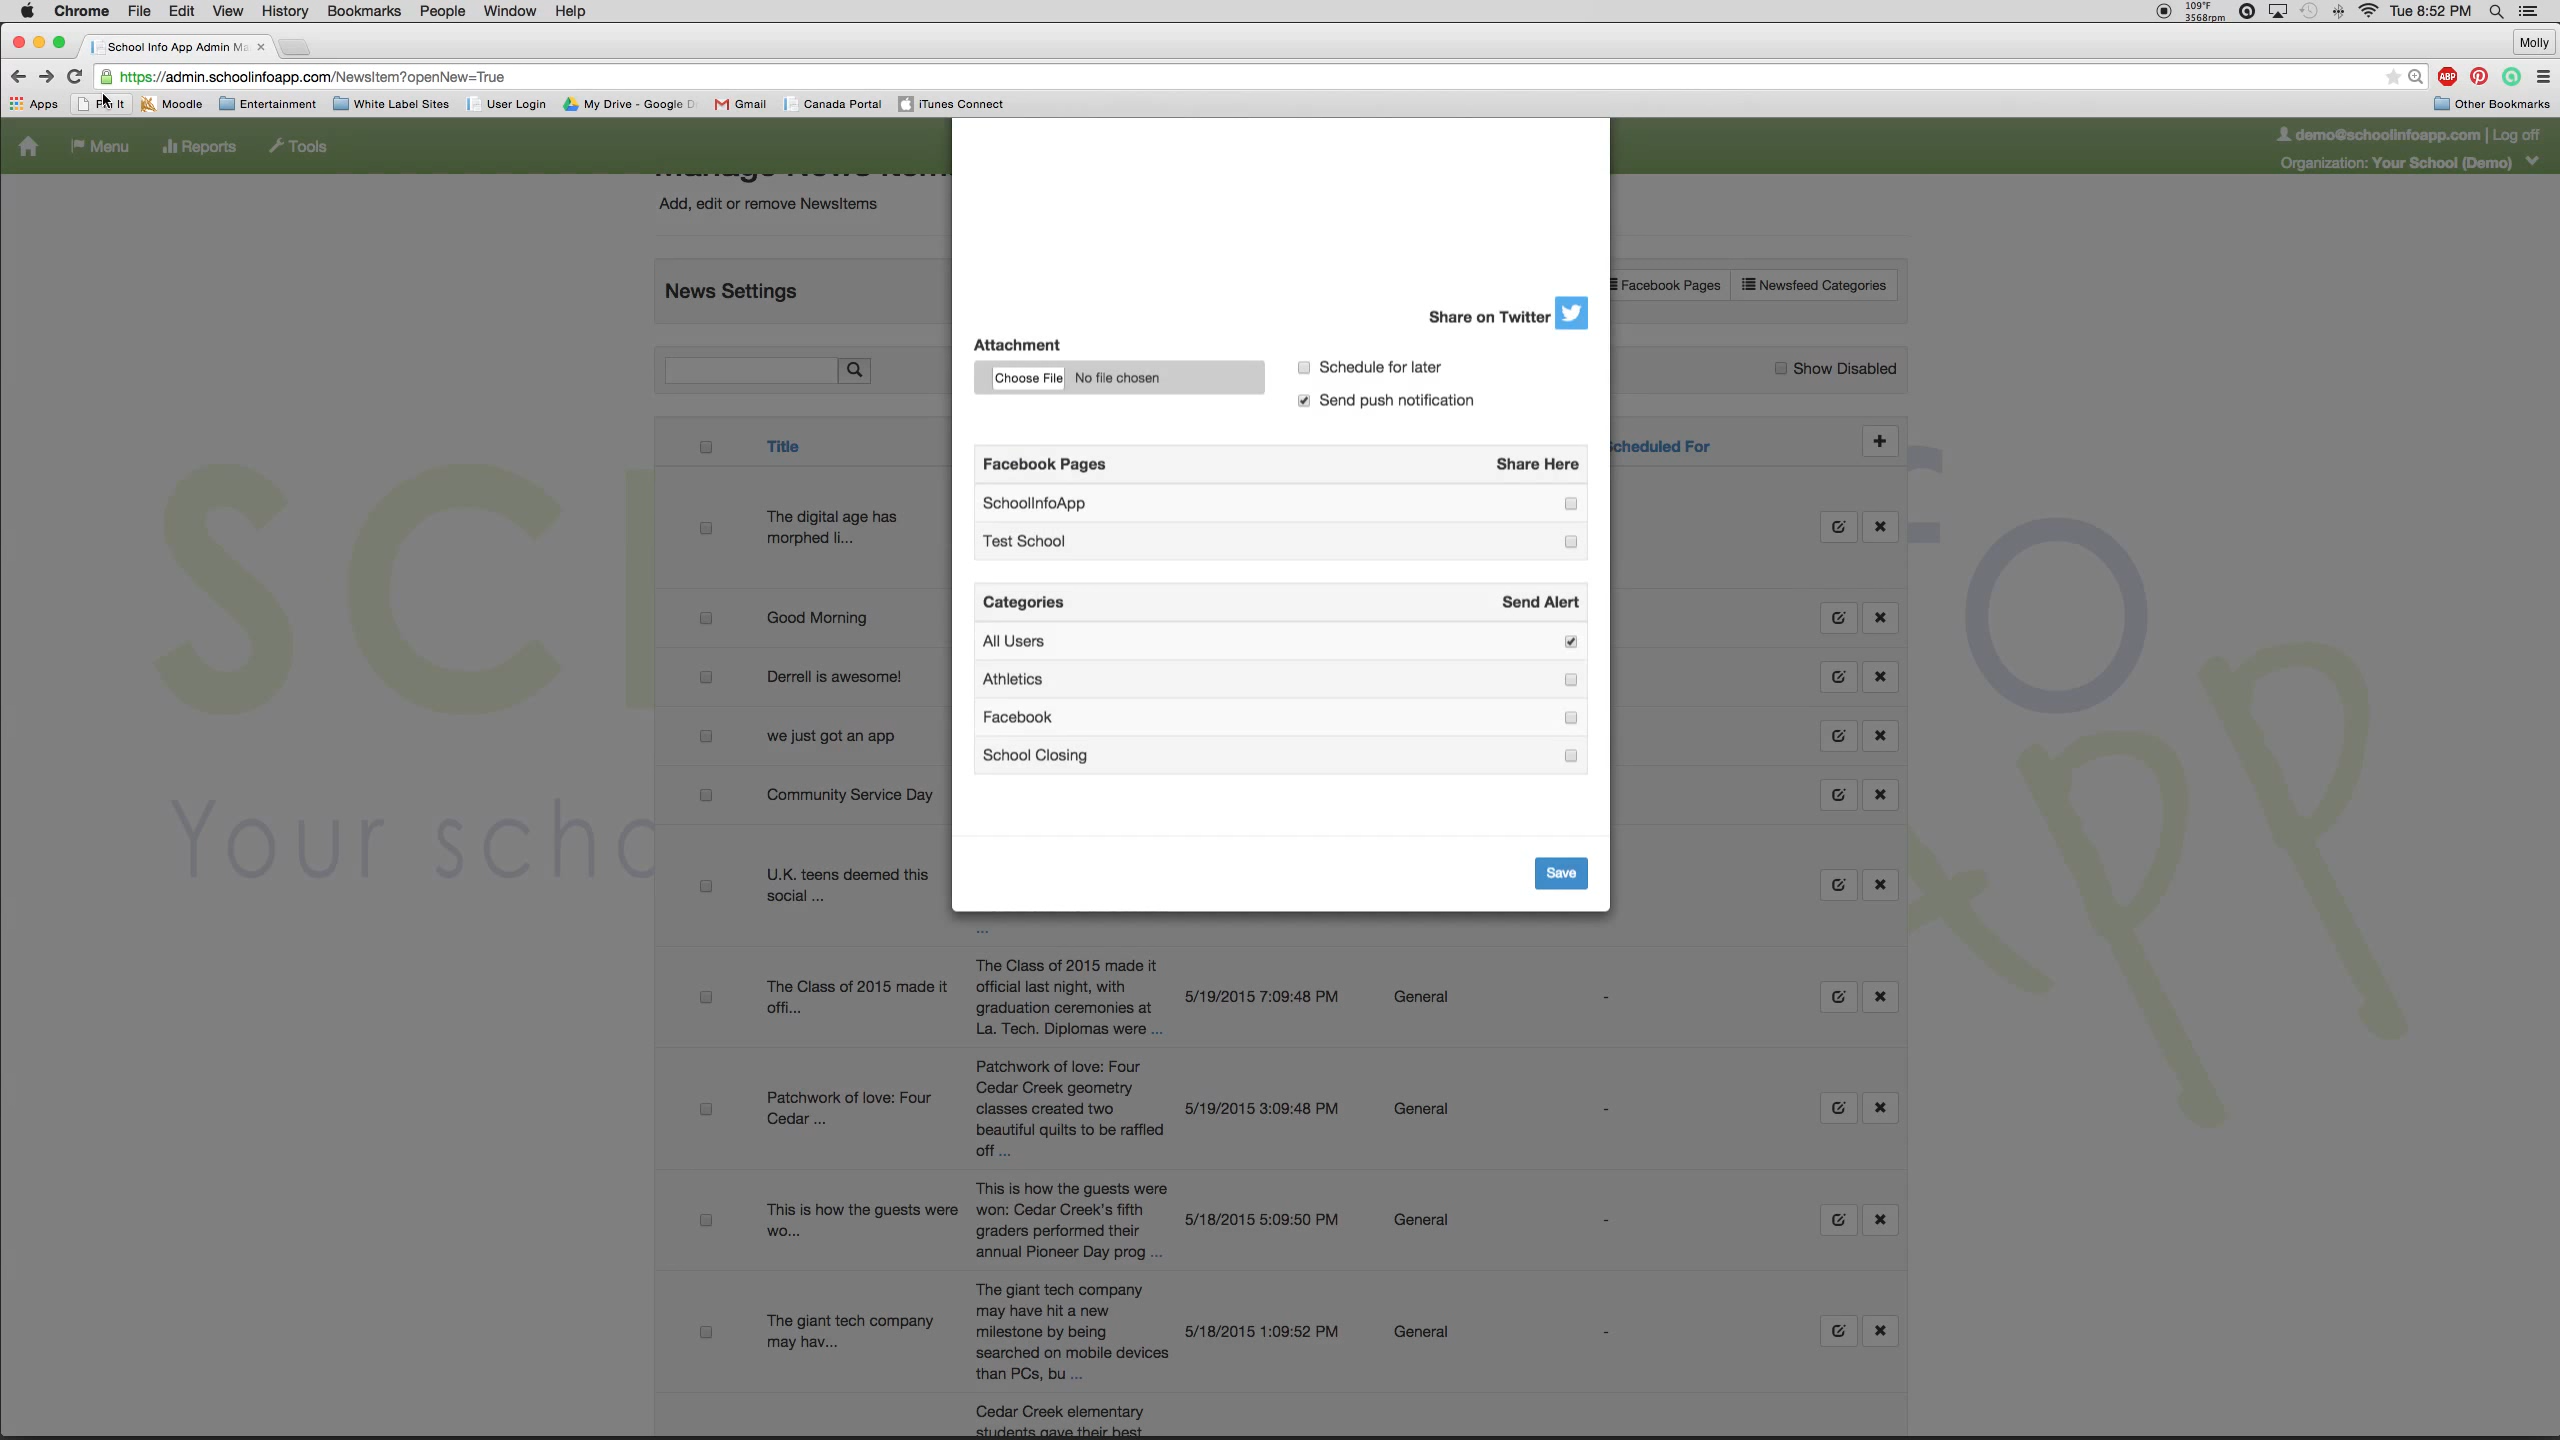 Chrome File Edit View History Bookmarks People Window Help
109°F
3568rpm
Tue 8:52 PM
School Info App Admin Ma
Molly
https://admin.schoolinfoapp.com/NewsItem?openNew=True
ABP
Apps
It
Moodle
Entertainment
White Label Sites
User Login
My Drive - Google D
Gmail
Canada Portal
iTunes Connect
Other Bookmarks
Menu
Reports
Tools
demo@schoolinfoapp.com | Log off
Organization: Your School (Demo)
Manage News Item
Add, edit or remove NewsItems
News Settings
Facebook Pages
Newsfeed Categories
Share on Twitter
Attachment
Choose File No file chosen
Schedule for later
Send push notification
Show Disabled
Title
Scheduled For
Facebook Pages Share Here
SchoolInfoApp
Test School
Categories Send Alert
All Users
Athletics
Facebook
School Closing
Save
The digital age has
morphed li...
Good Morning
Derrell is awesome!
we just got an app
Community Service Day
U.K. teens deemed this
social ...
...
The Class of 2015 made it
offi...
The Class of 2015 made it
official last night, with
graduation ceremonies at
La. Tech. Diplomas were ...
5/19/2015 7:09:48 PM
General
-
Patchwork of love: Four
Cedar ...
Patchwork of love: Four
Cedar Creek geometry
classes created two
beautiful quilts to be raffled
off ...
5/19/2015 3:09:48 PM
General
-
This is how the guests were
wo...
This is how the guests were
won: Cedar Creek's fifth
graders performed their
annual Pioneer Day prog ...
5/18/2015 5:09:50 PM
General
-
The giant tech company
may hav...
The giant tech company
may have hit a new
milestone by being
searched on mobile devices
than PCs, bu ...
5/18/2015 1:09:52 PM
General
-
Cedar Creek elementary
students gave their best
SC
FO
APP
Your scho